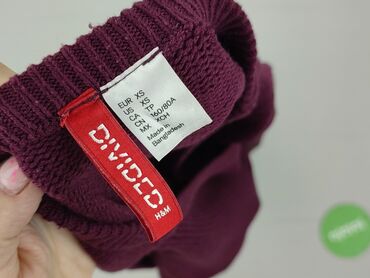 EUR XS
US XS
CA TP
CN 160/80A
MX XCH
Made in
Bangladesh
DIVIDED
H&M